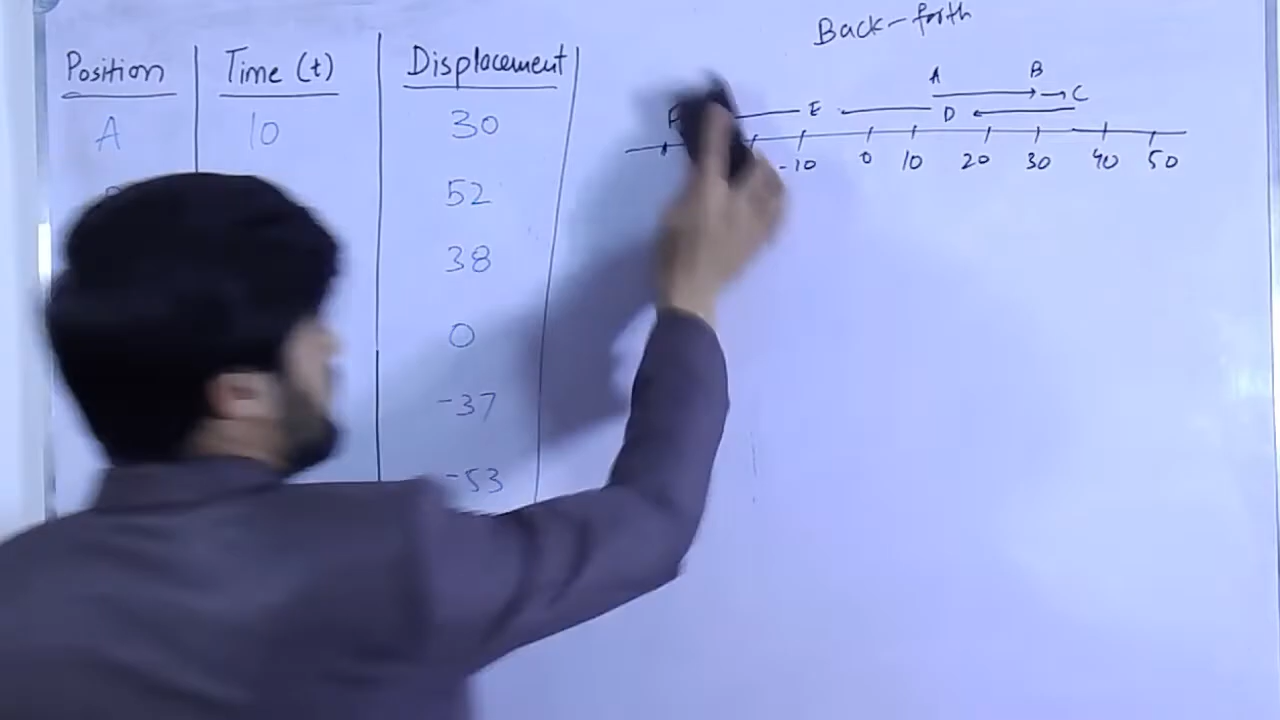 Back-forth
Position Time (t) Displacement
A 10 30
52
38
0
-37
-53
A B
F E D C
-10 0 10 20 30 40 50